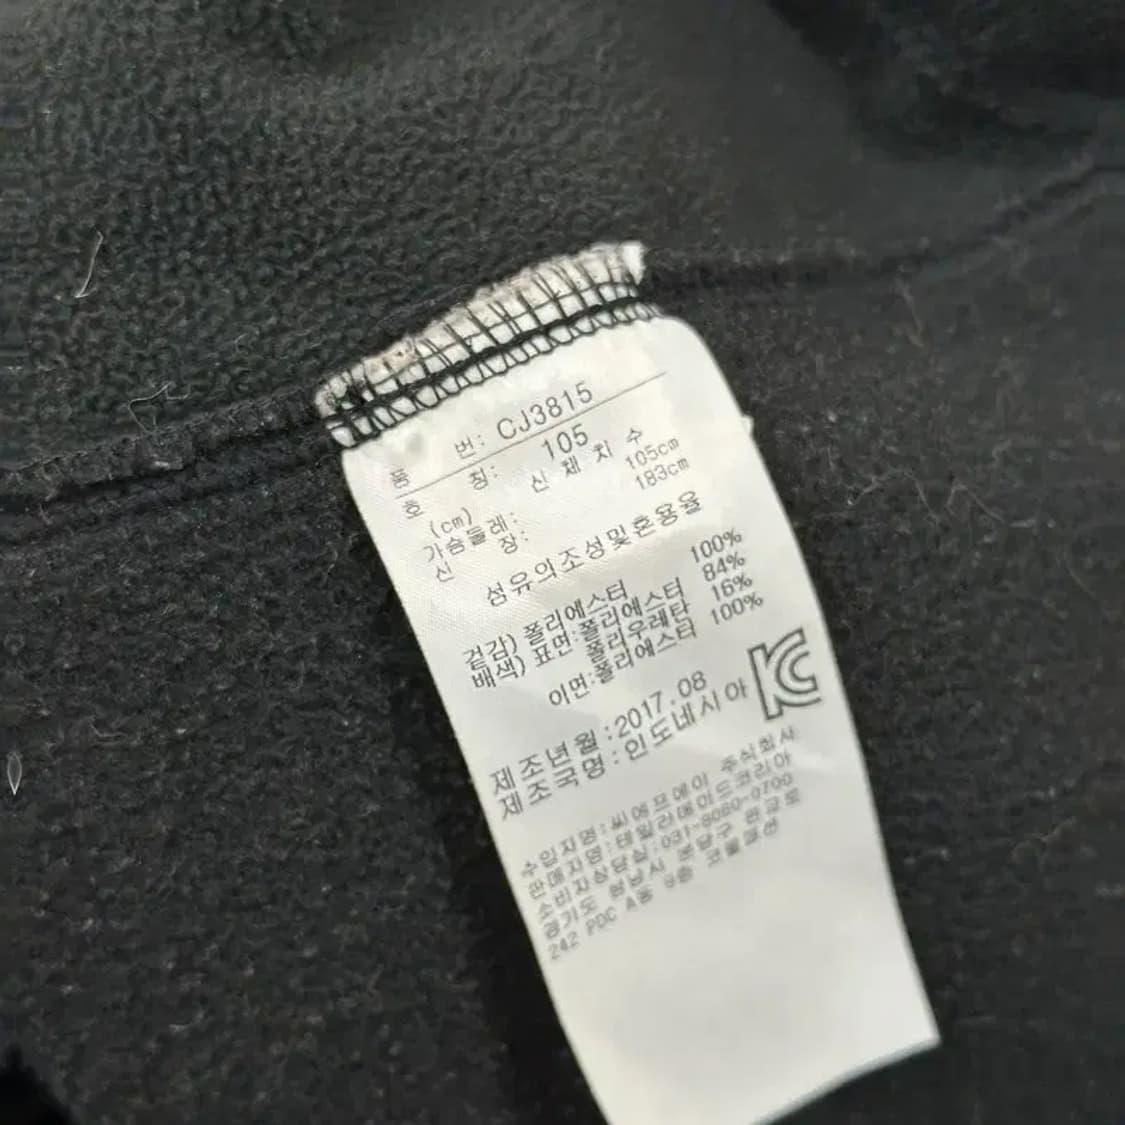 품 번: CJ3815
호 칭: 105
신 체 치 수
(cm)
가슴둘레: 105cm
신 장: 183cm
섬유의조성및혼용율
겉감) 폴리에스터 100%
배색) 표면:폴리에스터 84%
폴리우레탄 16%
이면:폴리에스터 100%
제조년월:2017.08
제조국명:인도네시아
KC
수입자명:씨에프에이 주식회사
판매자명:테일러메이드코리아
소비자상담실:031-8060-0700
경기도 성남시 분당구 판교로
242 PDC A동 9층 코물결션